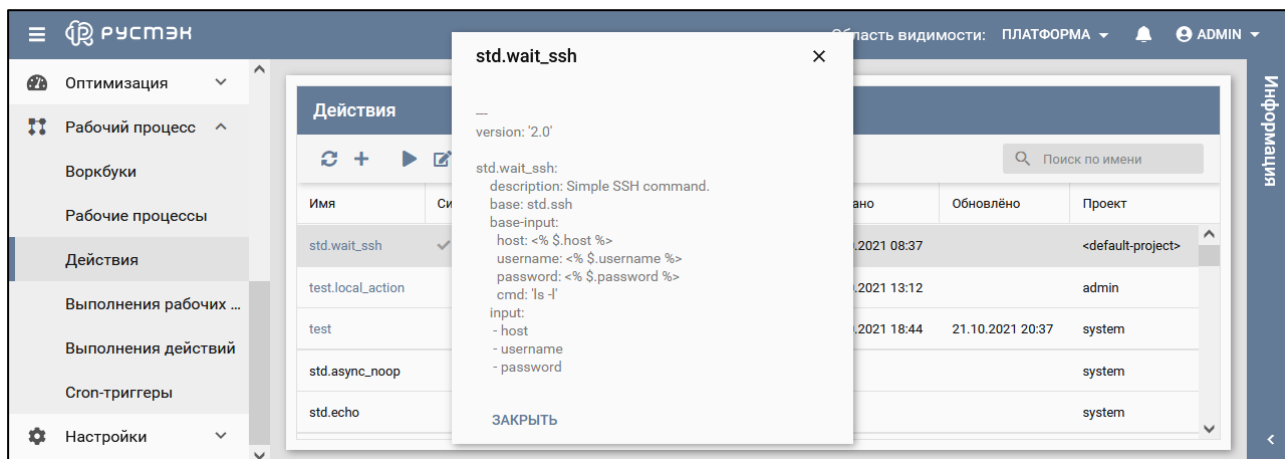 РУСТЭК
Область видимости: ПЛАТФОРМА
ADMIN
Оптимизация
Рабочий процесс
Воркбуки
Рабочие процессы
Действия
Выполнения рабочих ...
Выполнения действий
Cron-триггеры
Настройки
Действия
Поиск по имени
Имя
Си
ано
Обновлёно
Проект
std.wait_ssh
.2021 08:37
<default-project>
test.local_action
.2021 13:12
admin
test
.2021 18:44
21.10.2021 20:37
system
std.async_noop
system
std.echo
system
std.wait_ssh
---
version: '2.0'
std.wait_ssh:
description: Simple SSH command.
base: std.ssh
base-input:
host: <% $.host %>
username: <% $.username %>
password: <% $.password %>
cmd: 'ls -l'
input:
- host
- username
- password
ЗАКРЫТЬ
Информация